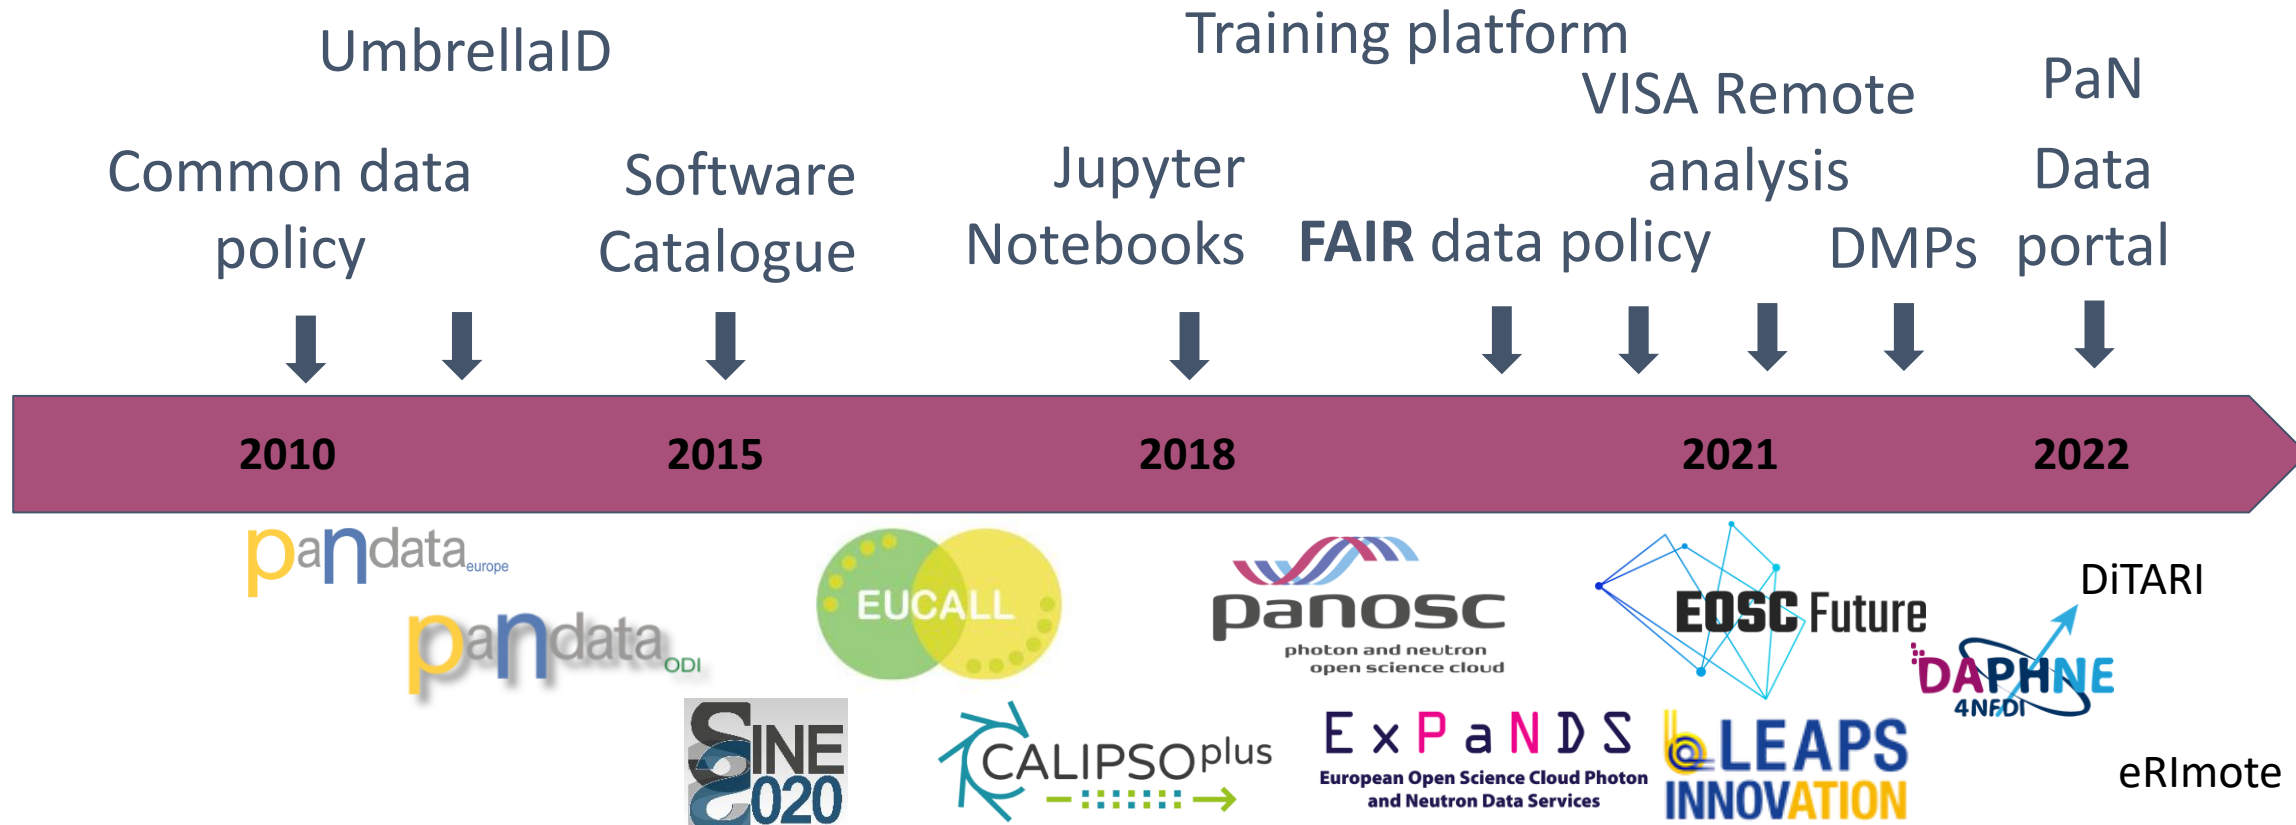 UmbrellaID
Training platform
Common data
policy
Software
Catalogue
Jupyter
Notebooks
FAIR data policy
VISA Remote
analysis
DMPs
PaN
Data
portal
2010
2015
2018
2021
2022
pandata europe
pandata ODI
EUCALL
SINE
2020
CALIPSOplus
panosc
photon and neutron
open science cloud
ExPaNDS
European Open Science Cloud Photon
and Neutron Data Services
EOSC Future
LEAPS
INNOVATION
DAPHNE
4NFDI
DiTARI
eRImote